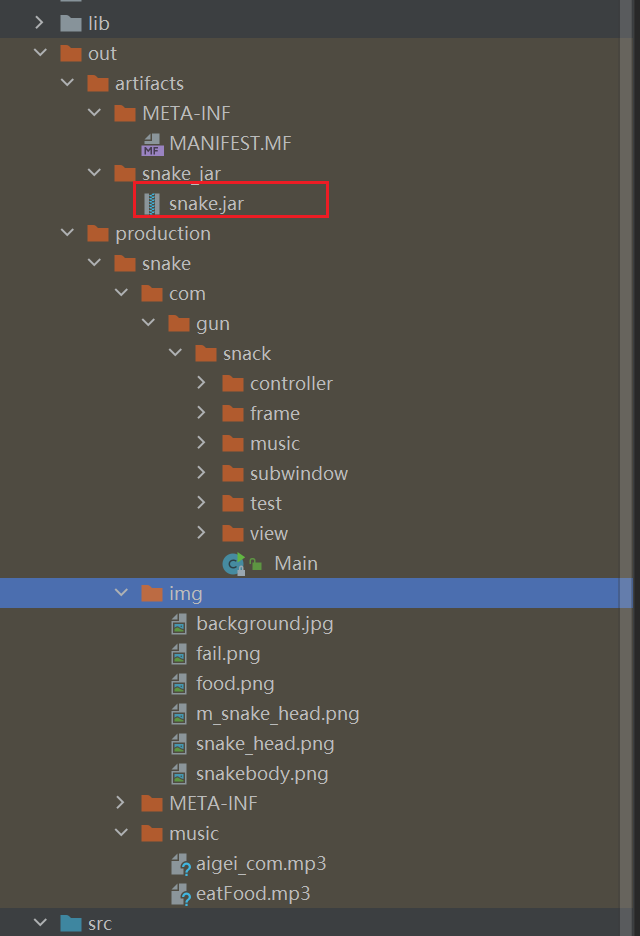 lib
out
artifacts
META-INF
MF MANIFEST.MF
snake_jar
snake.jar
production
snake
com
gun
snack
controller
frame
music
subwindow
test
view
C Main
img
background.jpg
fail.png
food.png
m_snake_head.png
snake_head.png
snakebody.png
META-INF
music
? aigei_com.mp3
? eatFood.mp3
src